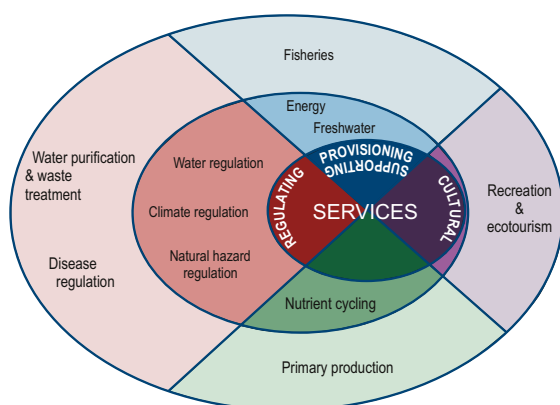 Fisheries
Energy
Freshwater
PROVISIONING
SUPPORTING
Water purification
& waste
treatment
Water regulation
REGULATING
SERVICES
CULTURAL
Recreation
&
ecotourism
Climate regulation
Disease
regulation
Natural hazard
regulation
Nutrient cycling
Primary production